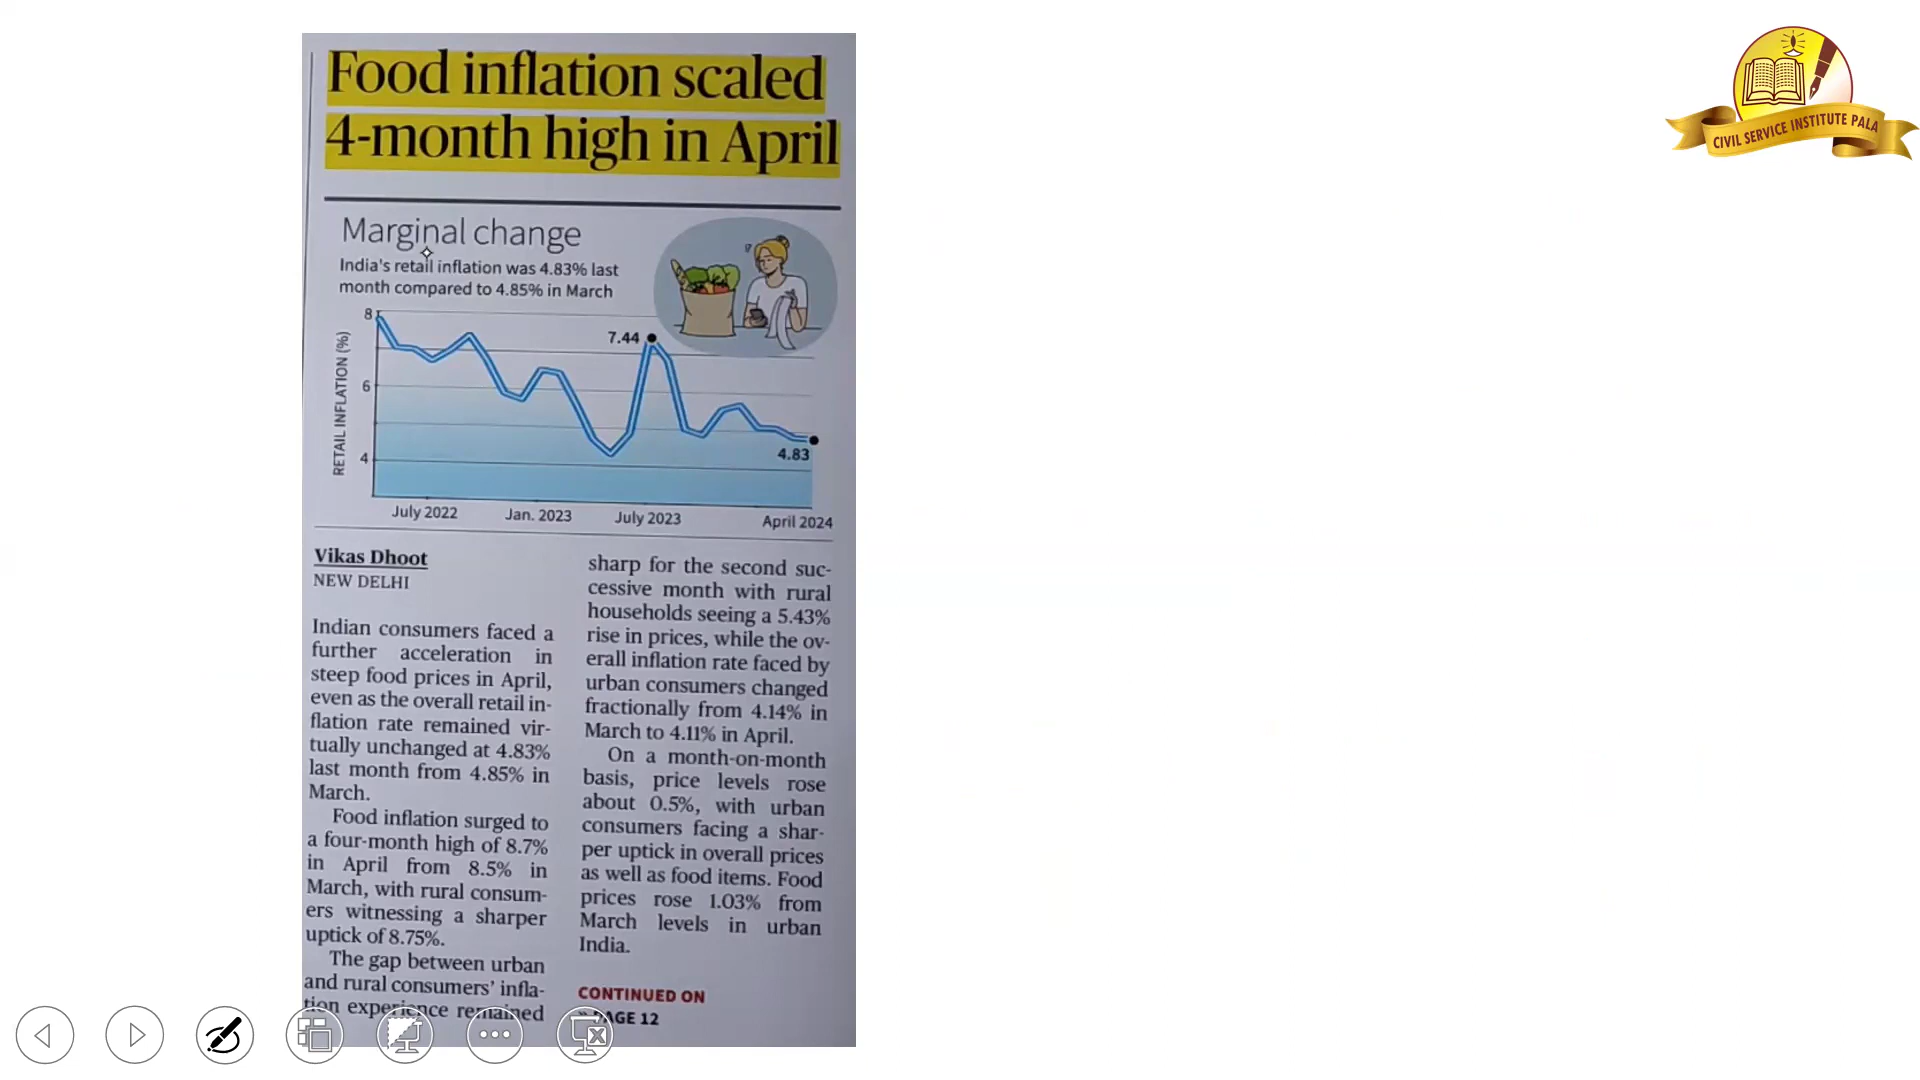 Food inflation scaled
4-month high in April
Marginal change
India's retail inflation was 4.83% last
month compared to 4.85% in March
RETAIL INFLATION (%)
8
6
4
7.44
4.83
July 2022
Jan. 2023
July 2023
April 2024
Vikas Dhoot
NEW DELHI
Indian consumers faced a
further acceleration in
steep food prices in April,
even as the overall retail in-
flation rate remained vir-
tually unchanged at 4.83%
last month from 4.85% in
March.
Food inflation surged to
a four-month high of 8.7%
in April from 8.5% in
March, with rural consum-
ers witnessing a sharper
uptick of 8.75%.
The gap between urban
and rural consumers' infla-
tion experience remained
sharp for the second suc-
cessive month with rural
households seeing a 5.43%
rise in prices, while the ov-
erall inflation rate faced by
urban consumers changed
fractionally from 4.14% in
March to 4.11% in April.
On a month-on-month
basis, price levels rose
about 0.5%, with urban
consumers facing a shar-
per uptick in overall prices
as well as food items. Food
prices rose 1.03% from
March levels in urban
India.
CONTINUED ON
» PAGE 12
CIVIL SERVICE INSTITUTE PALA